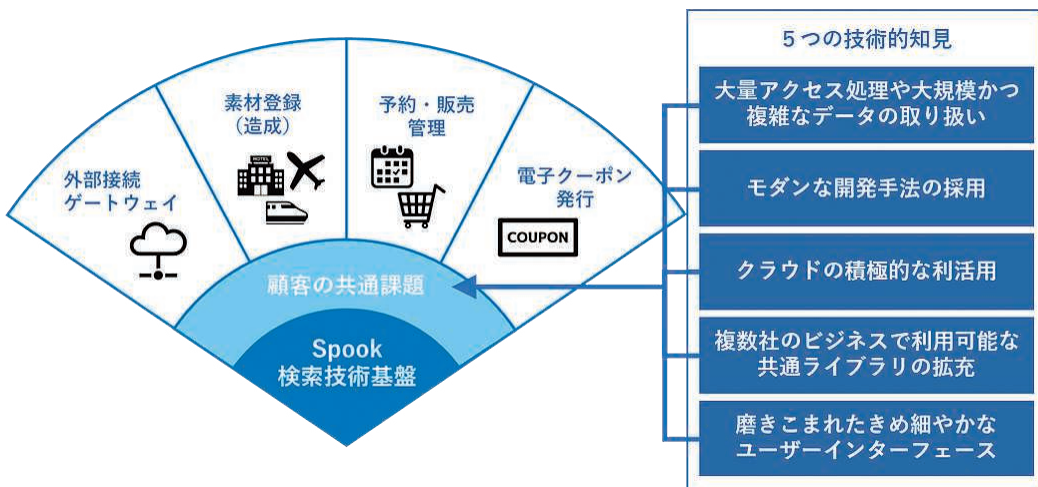 外部接続
ゲートウェイ
素材登録
(造成)
HOTEL
予約・販売
管理
電子クーポン
発行
COUPON
顧客の共通課題
Spook
検索技術基盤
5つの技術的知見
大量アクセス処理や大規模かつ
複雑なデータの取り扱い
モダンな開発手法の採用
クラウドの積極的な利活用
複数社のビジネスで利用可能な
共通ライブラリの拡充
磨きこまれたきめ細やかな
ユーザーインターフェース